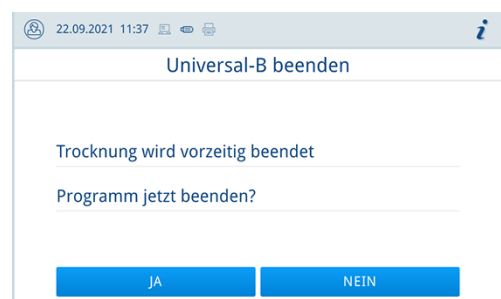 22.09.2021 11:37
i
Universal-B beenden
Trocknung wird vorzeitig beendet
Programm jetzt beenden?
JA
NEIN